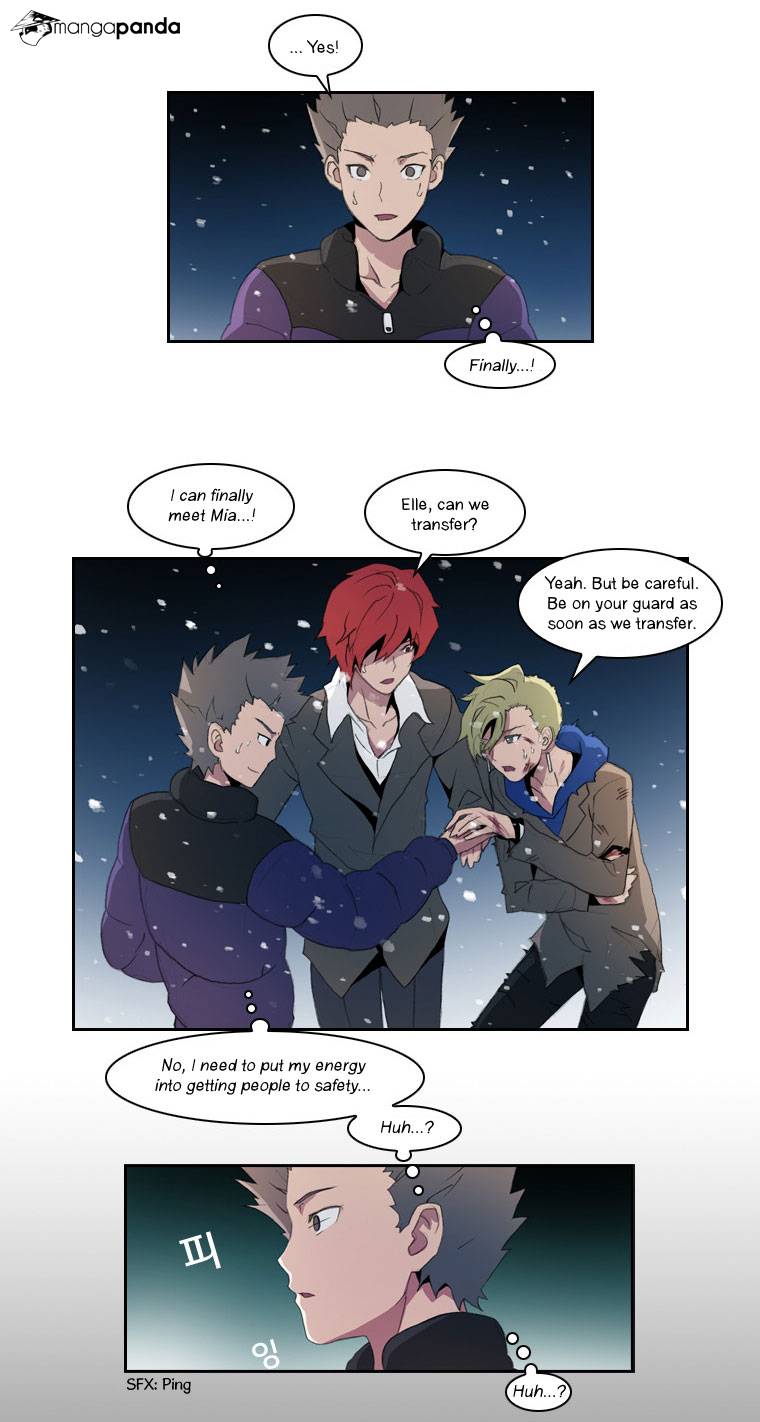 mangapanda
... Yes!
Finally...!
I can finally
meet Mia...!
Elle, can we
transfer?
Yeah. But be careful.
Be on your guard as
soon as we transfer.
No, I need to put my energy
into getting people to safety...
Huh...?
피
잉
SFX: Ping
Huh...?